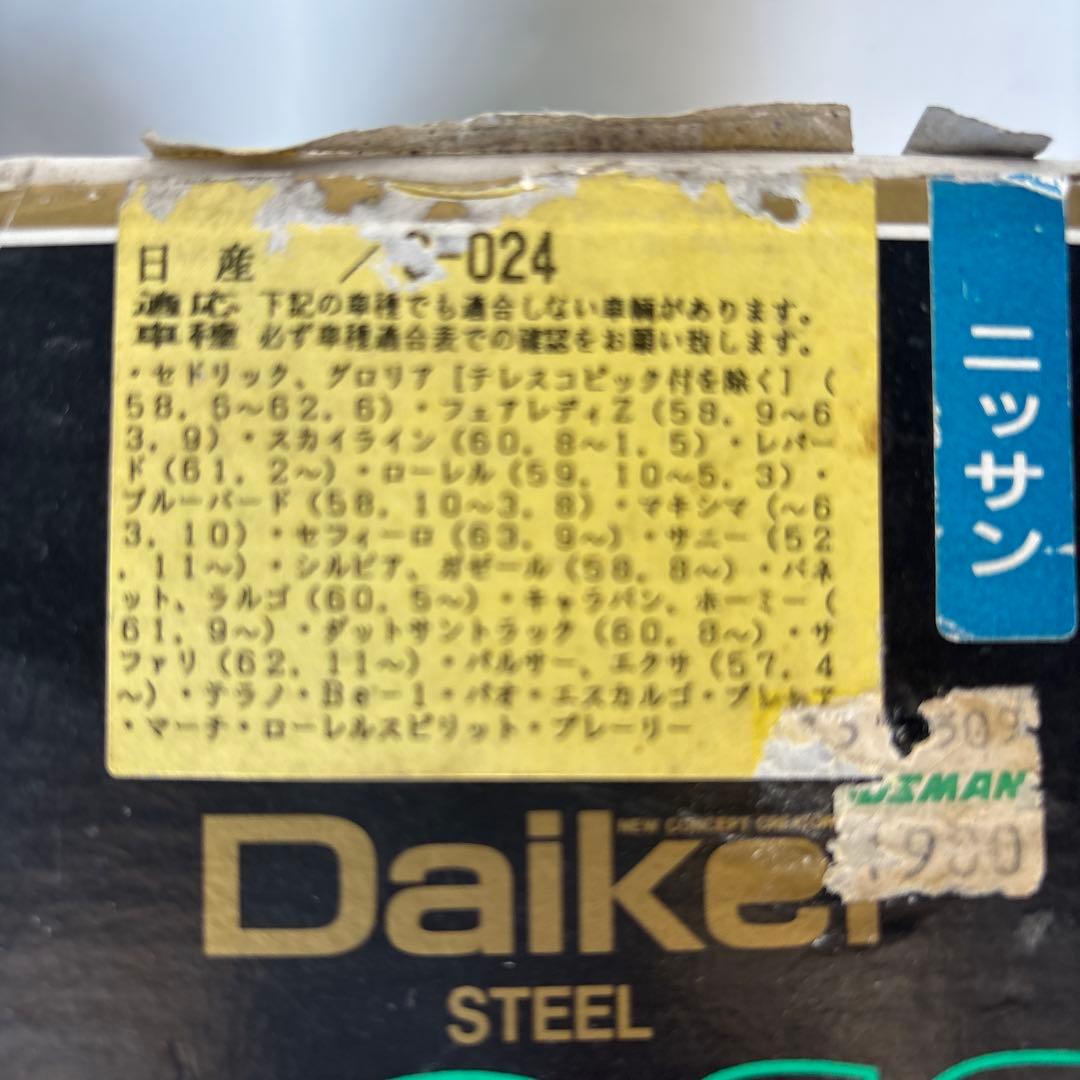 日産 / S-024
適応 下記の車種でも適合しない車輌があります。
車種 必ず車種適合表での確認をお願い致します。
・セドリック、グロリア[テレスコピック付を除く](
58．6～62．6)・フェアレディZ(58．9～6
3．9)・スカイライン(60．8～1．5)・レパー
ド(61．2～)・ローレル(59．10～5．3)・
ブルーバード(58．10～3．8)・マキシマ(～6
3．10)・セフィーロ(63．9～)・サニー(52
．11～)・シルビア、ガゼール(58．8～)・バネ
ット、ラルゴ(60．5～)・キャラバン、ホーミー(
61．9～)・ダットサントラック(60．8～)・サ
ファリ(62．11～)・パルサー、エクサ(57．4
～)・テラノ・Be-1・パオ・エスカルゴ・プレセア
・マーチ・ローレルスピリット・プレーリー
ニッサン
509
NEW CONCEPT CREATOR
Daikei
STEEL